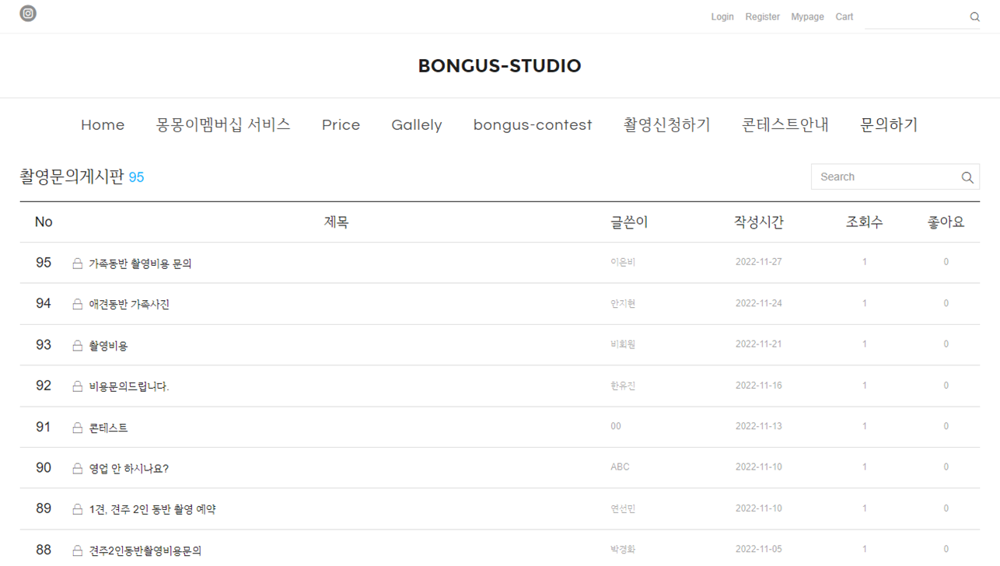 Login Register Mypage Cart
BONGUS-STUDIO
Home 몽몽이멤버십 서비스 Price Gallely bongus-contest 촬영신청하기 콘테스트안내 문의하기
촬영문의게시판 95 Search
No 제목 글쓴이 작성시간 조회수 좋아요
95 가족동반 촬영비용 문의 이은비 2022-11-27 1 0
94 애견동반 가족사진 안지현 2022-11-24 1 0
93 촬영비용 비회원 2022-11-21 1 0
92 비용문의드립니다. 한유진 2022-11-16 1 0
91 콘테스트 00 2022-11-13 1 0
90 영업 안 하시나요? ABC 2022-11-10 1 0
89 1견, 견주 2인 동반 촬영 예약 연선민 2022-11-10 1 0
88 견주2인동반촬영비용문의 박경화 2022-11-05 1 0